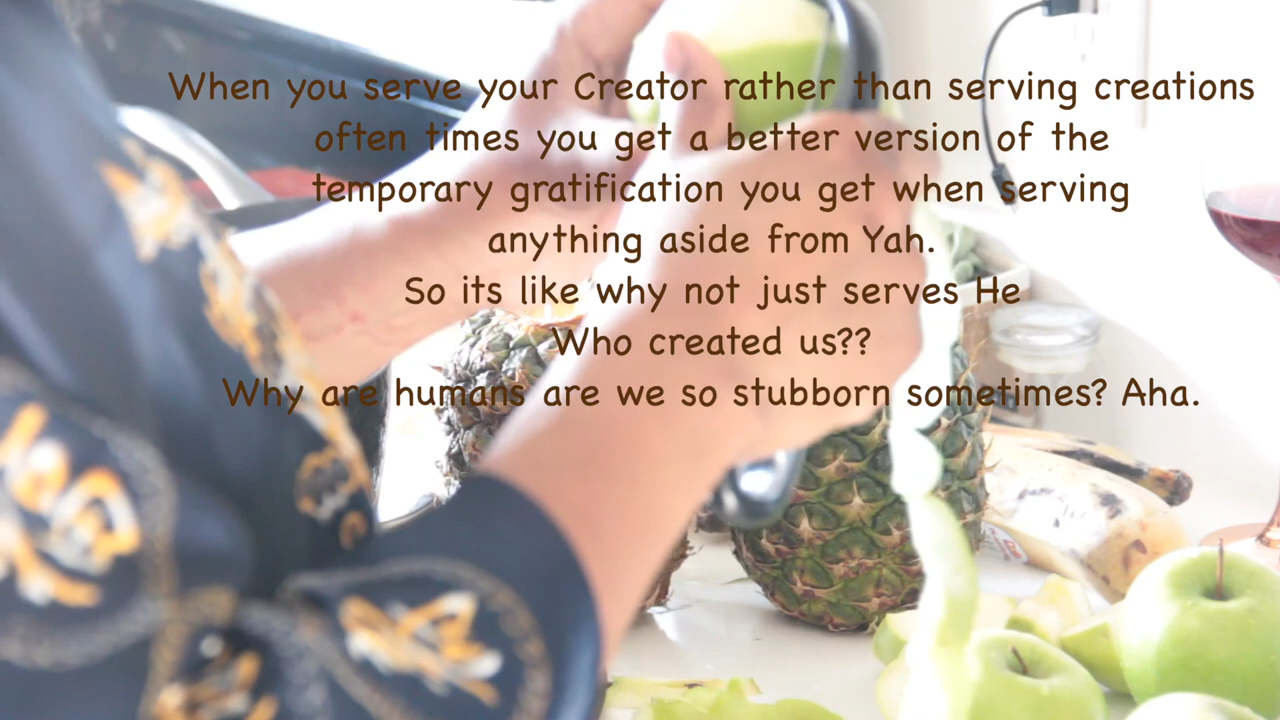 When you serve your Creator rather than serving creations
often times you get a better version of the
temporary gratification you get when serving
anything aside from Yah.
So its like why not just serves He
Who created us??
Why are humans are we so stubborn sometimes? Aha.